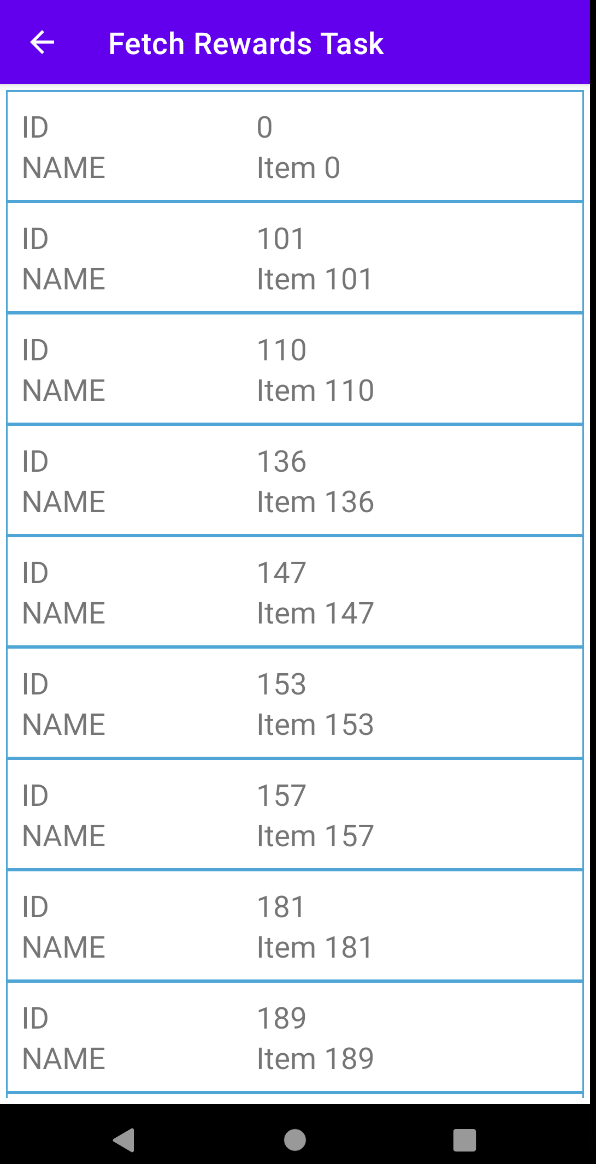 Fetch Rewards Task
ID 0
NAME Item 0
ID 101
NAME Item 101
ID 110
NAME Item 110
ID 136
NAME Item 136
ID 147
NAME Item 147
ID 153
NAME Item 153
ID 157
NAME Item 157
ID 181
NAME Item 181
ID 189
NAME Item 189